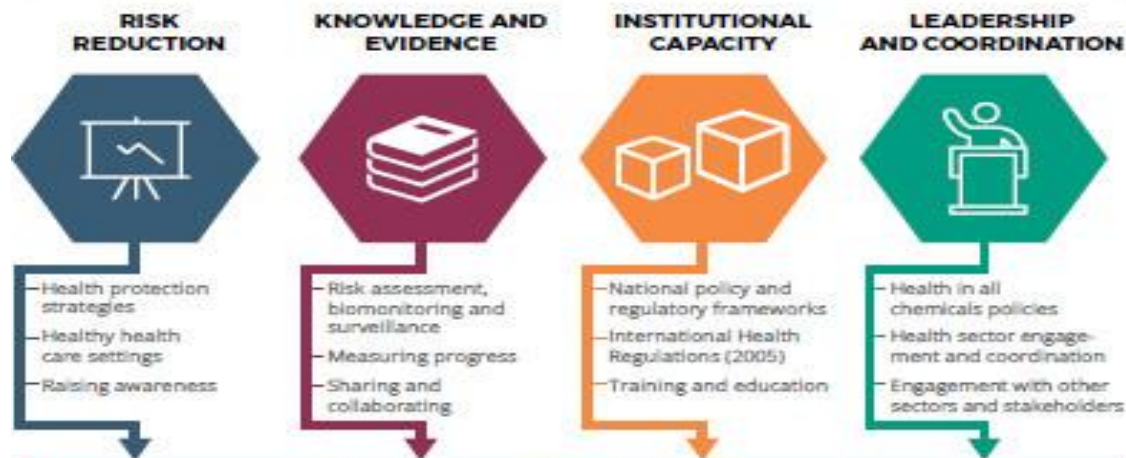 RISK
REDUCTION
Health protection
strategies
Healthy health
care settings
Raising awareness
KNOWLEDGE AND
EVIDENCE
Risk assessment,
biomonitoring and
surveillance
Measuring progress
Sharing and
collaborating
INSTITUTIONAL
CAPACITY
National policy and
regulatory frameworks
International Health
Regulations (2005)
Training and education
LEADERSHIP
AND COORDINATION
Health in all
chemicals policies
Health sector engage-
ment and coordination
Engagement with other
sectors and stakeholders